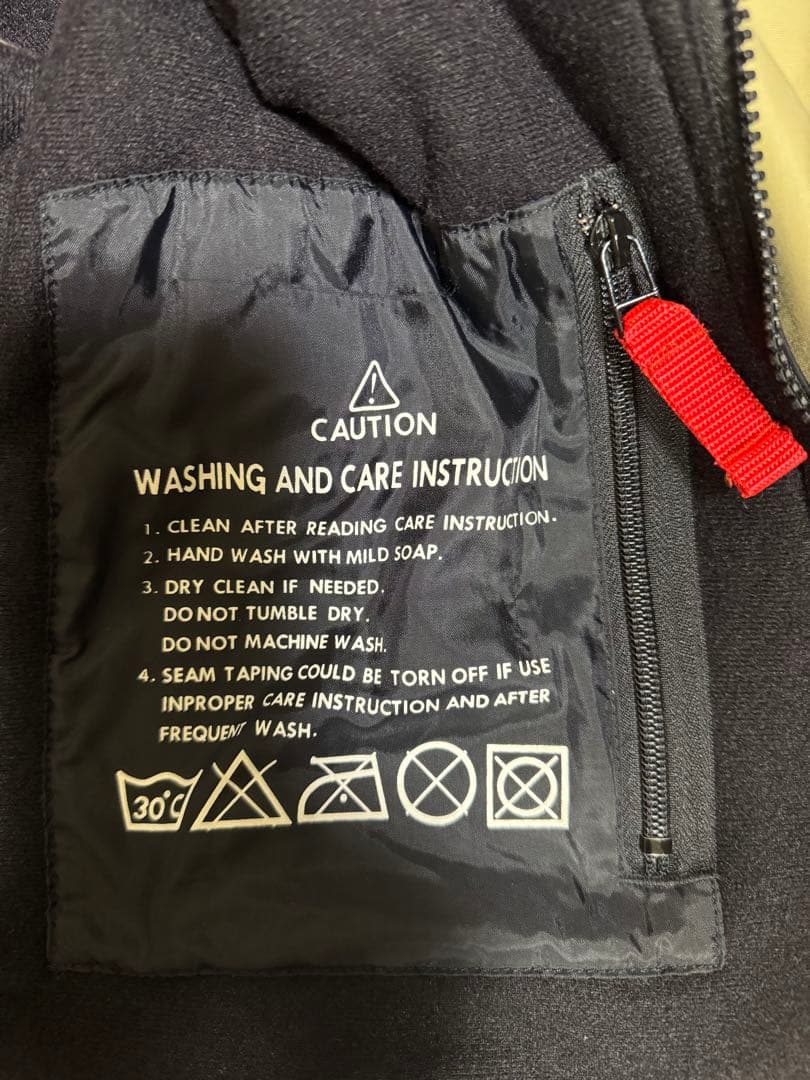 CAUTION
WASHING AND CARE INSTRUCTION
1. CLEAN AFTER READING CARE INSTRUCTION.
2. HAND WASH WITH MILD SOAP.
3. DRY CLEAN IF NEEDED.
DO NOT TUMBLE DRY.
DO NOT MACHINE WASH.
4. SEAM TAPING COULD BE TORN OFF IF USE
INPROPER CARE INSTRUCTION AND AFTER
FREQUENT WASH.
30°C